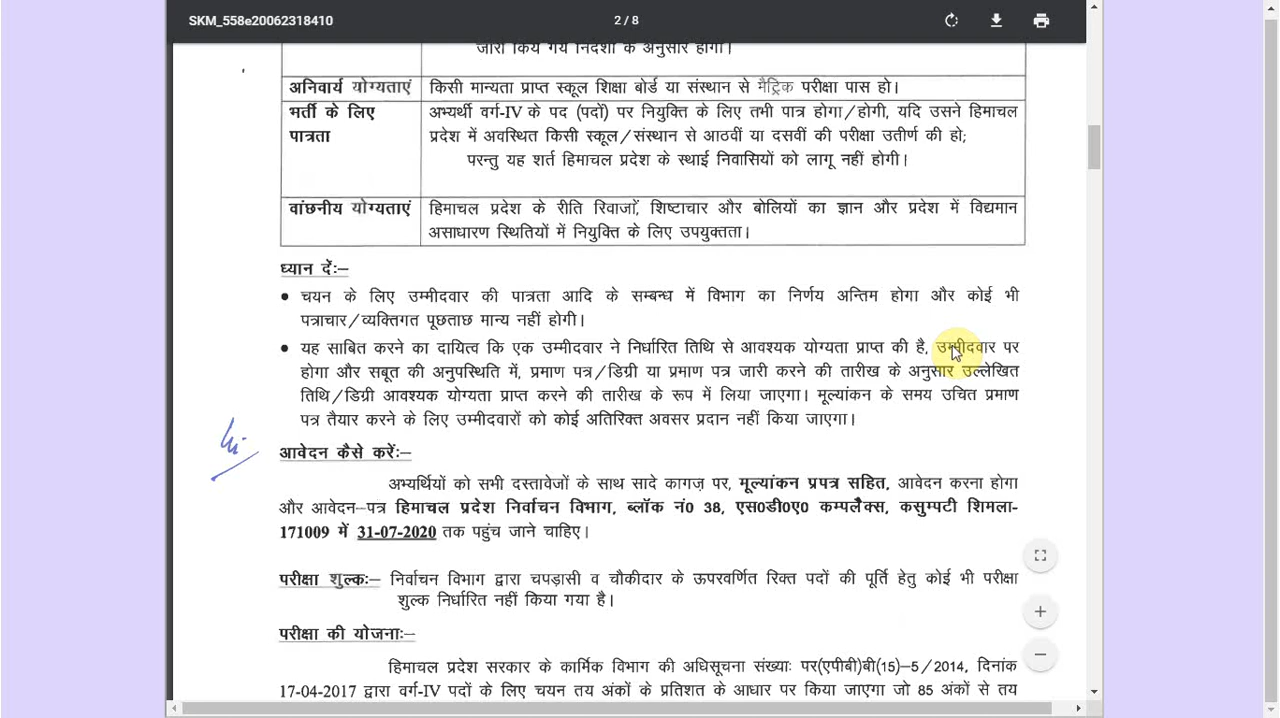 SKM_558e20062318410
2 / 8
जारी किये गये निर्देशों के अनुसार होगी।
अनिवार्य योग्यताएं
किसी मान्यता प्राप्त स्कूल शिक्षा बोर्ड या संस्थान से मैट्रिक परीक्षा पास हो।
भर्ती के लिए
पात्रता
अभ्यर्थी वर्ग-IV के पद (पदों) पर नियुक्ति के लिए तभी पात्र होगा/होगी, यदि उसने हिमाचल
प्रदेश में अवस्थित किसी स्कूल/संस्थान से आठवीं या दसवीं की परीक्षा उतीर्ण की हो;
परन्तु यह शर्त हिमाचल प्रदेश के स्थाई निवासियों को लागू नहीं होगी।
वांछनीय योग्यताएं
हिमाचल प्रदेश के रीति रिवाजों, शिष्टाचार और बोलियों का ज्ञान और प्रदेश में विद्यमान
असाधारण स्थितियों में नियुक्ति के लिए उपयुक्तता।
ध्यान दें:–
• चयन के लिए उम्मीदवार की पात्रता आदि के सम्बन्ध में विभाग का निर्णय अन्तिम होगा और कोई भी
पत्राचार/व्यक्तिगत पूछताछ मान्य नहीं होगी।
• यह साबित करने का दायित्व कि एक उम्मीदवार ने निर्धारित तिथि से आवश्यक योग्यता प्राप्त की है, उम्मीदवार पर
होगा और सबूत की अनुपस्थिति में, प्रमाण पत्र/डिग्री या प्रमाण पत्र जारी करने की तारीख के अनुसार उल्लेखित
तिथि/डिग्री आवश्यक योग्यता प्राप्त करने की तारीख के रूप में लिया जाएगा। मूल्यांकन के समय उचित प्रमाण
पत्र तैयार करने के लिए उम्मीदवारों को कोई अतिरिक्त अवसर प्रदान नहीं किया जाएगा।
आवेदन कैसे करें:–
अभ्यर्थियों को सभी दस्तावेजों के साथ सादे कागज़ पर, मूल्यांकन प्रपत्र सहित, आवेदन करना होगा
और आवेदन–पत्र हिमाचल प्रदेश निर्वाचन विभाग, ब्लॉक नं0 38, एस0डी0ए0 कम्पलैक्स, कसुम्पटी शिमला-
171009 में 31-07-2020 तक पहुंच जाने चाहिए।
परीक्षा शुल्क:– निर्वाचन विभाग द्वारा चपड़ासी व चौकीदार के ऊपरवर्णित रिक्त पदों की पूर्ति हेतु कोई भी परीक्षा
शुल्क निर्धारित नहीं किया गया है।
परीक्षा की योजना:–
हिमाचल प्रदेश सरकार के कार्मिक विभाग की अधिसूचना संख्याः पर(एपीबी)बी(15)–5/2014, दिनांक
17-04-2017 द्वारा वर्ग-IV पदों के लिए चयन तय अंकों के प्रतिशत के आधार पर किया जाएगा जो 85 अंकों से तय